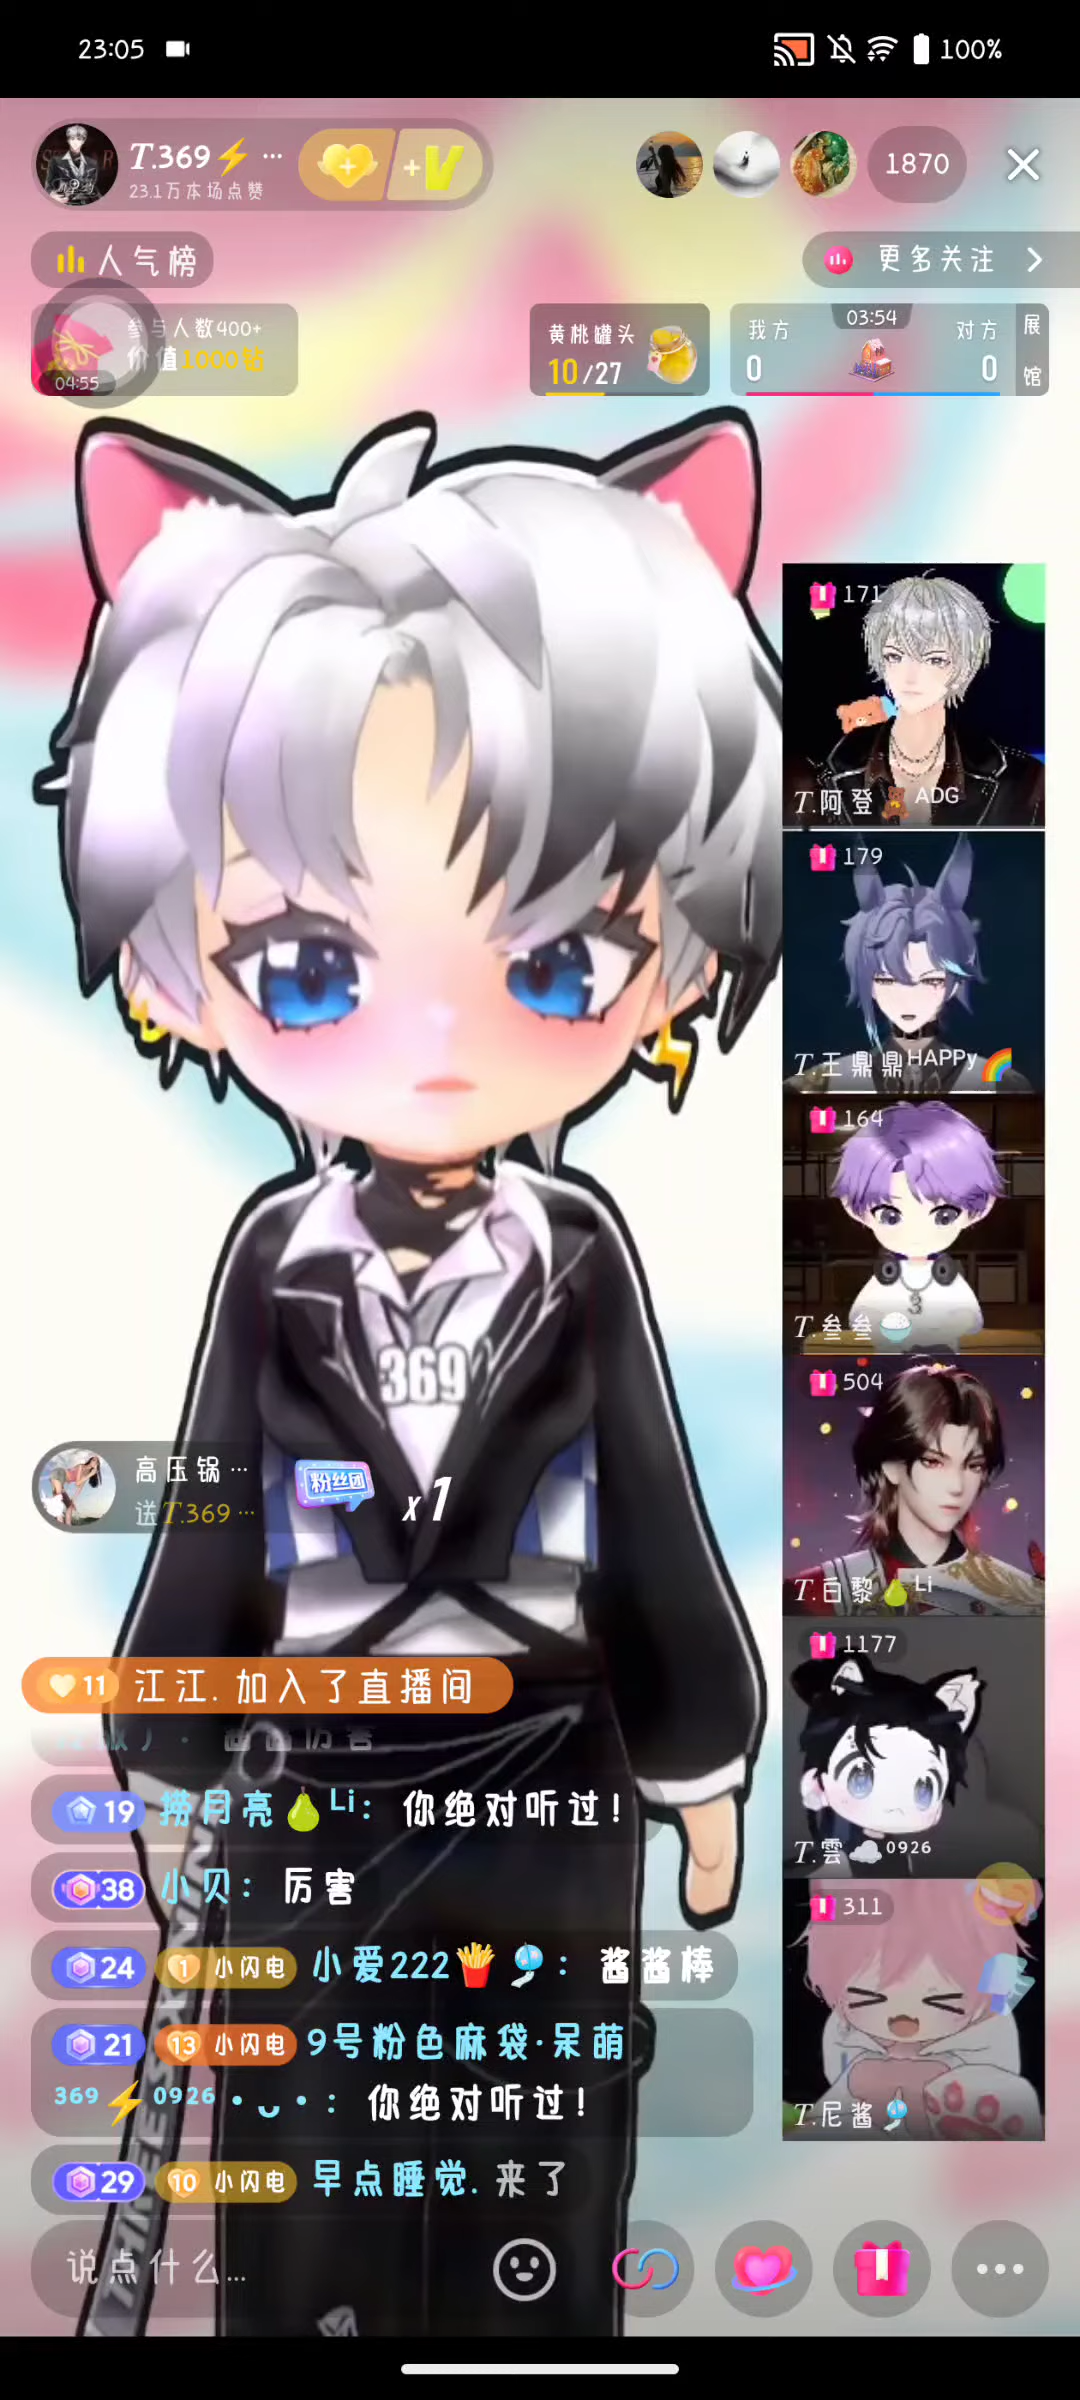 23:05
100%
T.369⚡ ...
23.1万本场点赞
+V
1870
人气榜
更多关注
参与人数400+
价值1000钻
04:55
黄桃罐头
10/27
03:54
我方
对方
0
0
展馆
171
T.阿登 ADG
179
T.王鼎鼎HAPPy🌈
164
3
T.叁叁🍚
504
T.白黎🍐Li
1177
T.雲☁️0926
311
T.尼酱🎐
369
高压锅 ...
送T.369 ...
粉丝团
x1
11 江江. 加入了直播间
19 捞月亮🍐Li： 你绝对听过！
38 小贝： 厉害
24 1 小闪电 小爱222🍟🎐： 酱酱棒
21 13 小闪电 9号粉色麻袋·呆萌
369⚡0926 •ᴗ•： 你绝对听过！
29 10 小闪电 早点睡觉. 来了
说点什么...